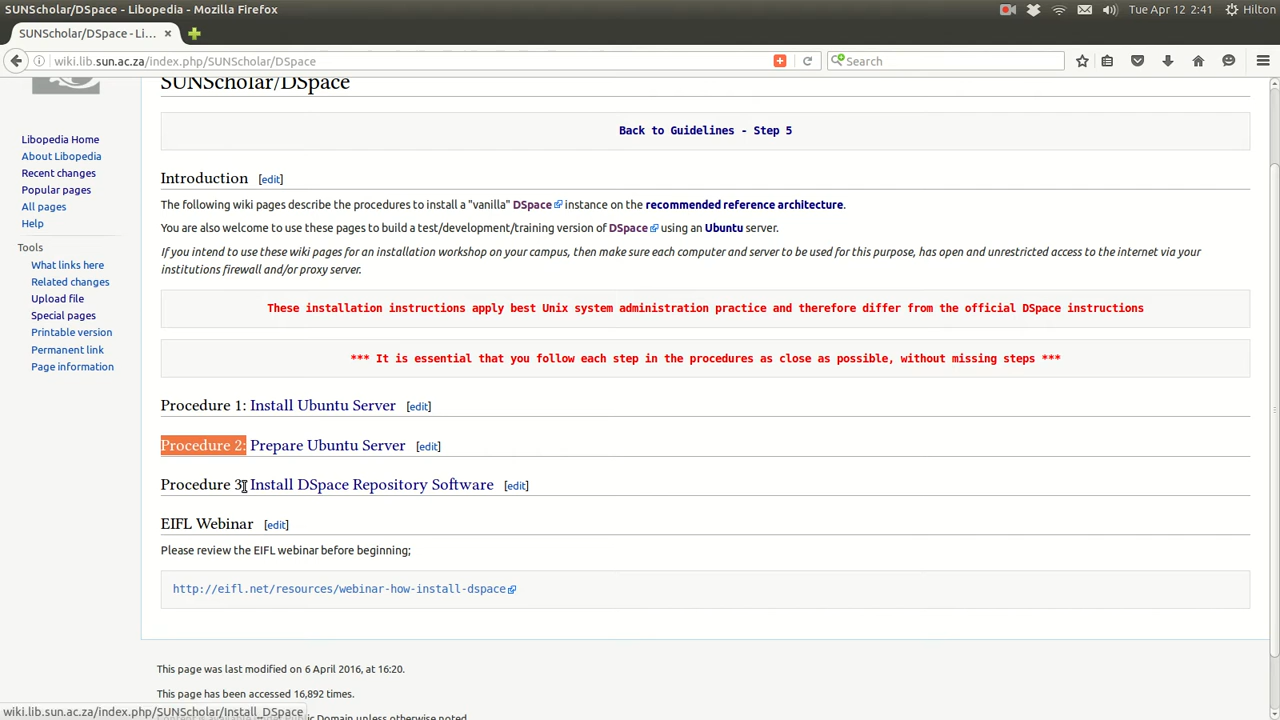 SUNScholar/DSpace - Libopedia - Mozilla Firefox
Tue Apr 12 2:41 Hilton
SUNScholar/DSpace - Li...
wiki.lib.sun.ac.za/index.php/SUNScholar/DSpace
Search
SUNScholar/DSpace
Back to Guidelines - Step 5
Libopedia Home
About Libopedia
Recent changes
Popular pages
All pages
Help
Tools
What links here
Related changes
Upload file
Special pages
Printable version
Permanent link
Page information
Introduction [edit]
The following wiki pages describe the procedures to install a "vanilla" DSpace instance on the recommended reference architecture.
You are also welcome to use these pages to build a test/development/training version of DSpace using an Ubuntu server.
If you intend to use these wiki pages for an installation workshop on your campus, then make sure each computer and server to be used for this purpose, has open and unrestricted access to the internet via your
institutions firewall and/or proxy server.
These installation instructions apply best Unix system administration practice and therefore differ from the official DSpace instructions
*** It is essential that you follow each step in the procedures as close as possible, without missing steps ***
Procedure 1: Install Ubuntu Server [edit]
Procedure 2: Prepare Ubuntu Server [edit]
Procedure 3: Install DSpace Repository Software [edit]
EIFL Webinar [edit]
Please review the EIFL webinar before beginning;
http://eifl.net/resources/webinar-how-install-dspace
This page was last modified on 6 April 2016, at 16:20.
This page has been accessed 16,892 times.
Public Domain unless otherwise noted.
wiki.lib.sun.ac.za/index.php/SUNScholar/Install_DSpace